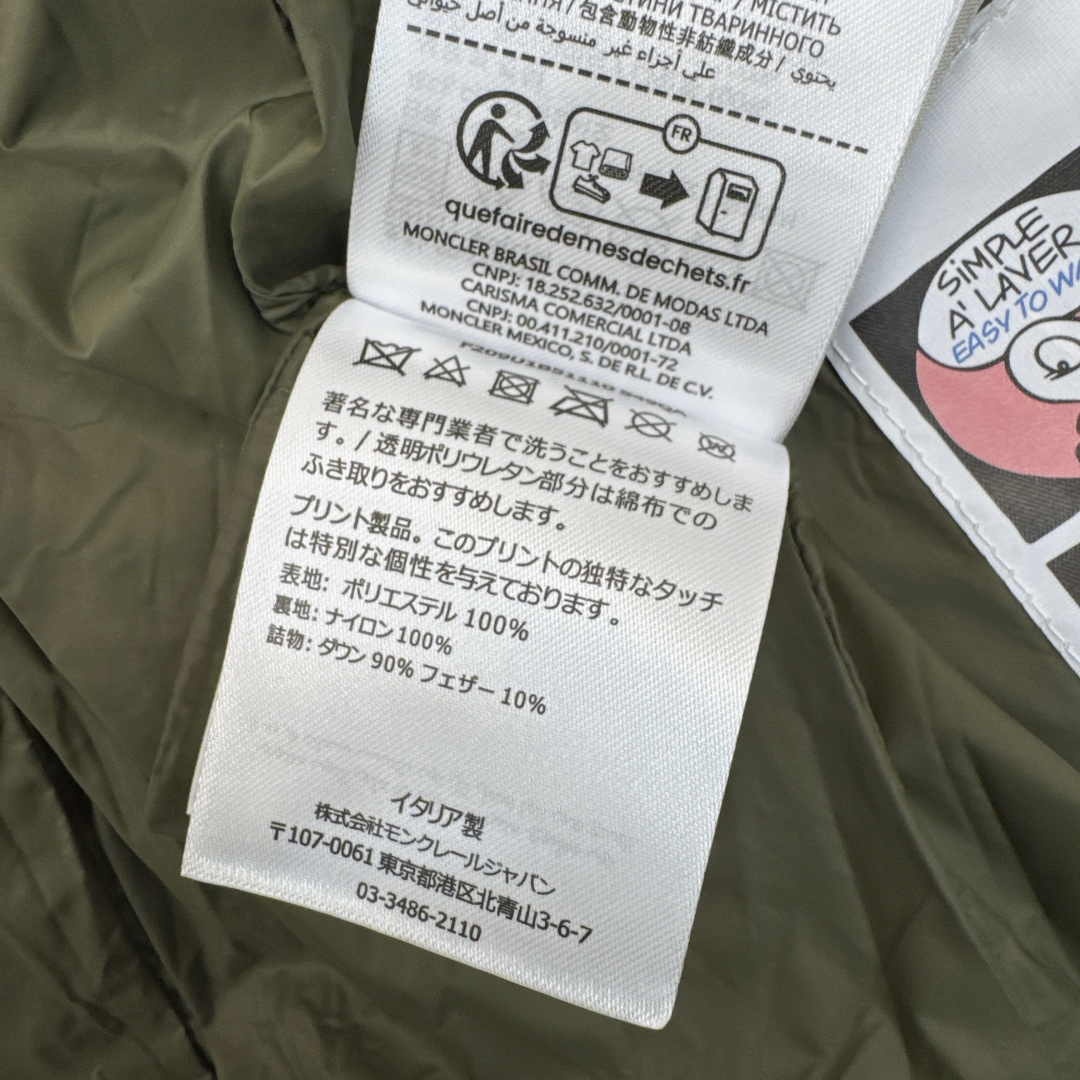 / МІСТИТЬ
ТИНИ ТВАРИННОГО
/ 包含動物性非紡織成分 / يحتوي
على أجزاء غير منسوجة من أصل حيواني
FR
quefairedemesdechets.fr
MONCLER BRASIL COMM. DE MODAS LTDA
CNPJ: 18.252.632/0001-08
CARISMA COMERCIAL LTDA
CNPJ: 00.411.210/0001-72
MONCLER MEXICO, S. DE R.L. DE C.V.
著名な専門業者で洗うことをおすすめしま
す。/ 透明ポリウレタン部分は綿布での
ふき取りをおすすめします。
プリント製品。このプリントの独特なタッチ
は特別な個性を与えております。
表地: ポリエステル 100%
裏地: ナイロン 100%
詰物: ダウン 90% フェザー 10%
イタリア製
株式会社モンクレールジャパン
〒107-0061 東京都港区北青山3-6-7
03-3486-2110
SiMPLE
A' LAYER
EASY TO